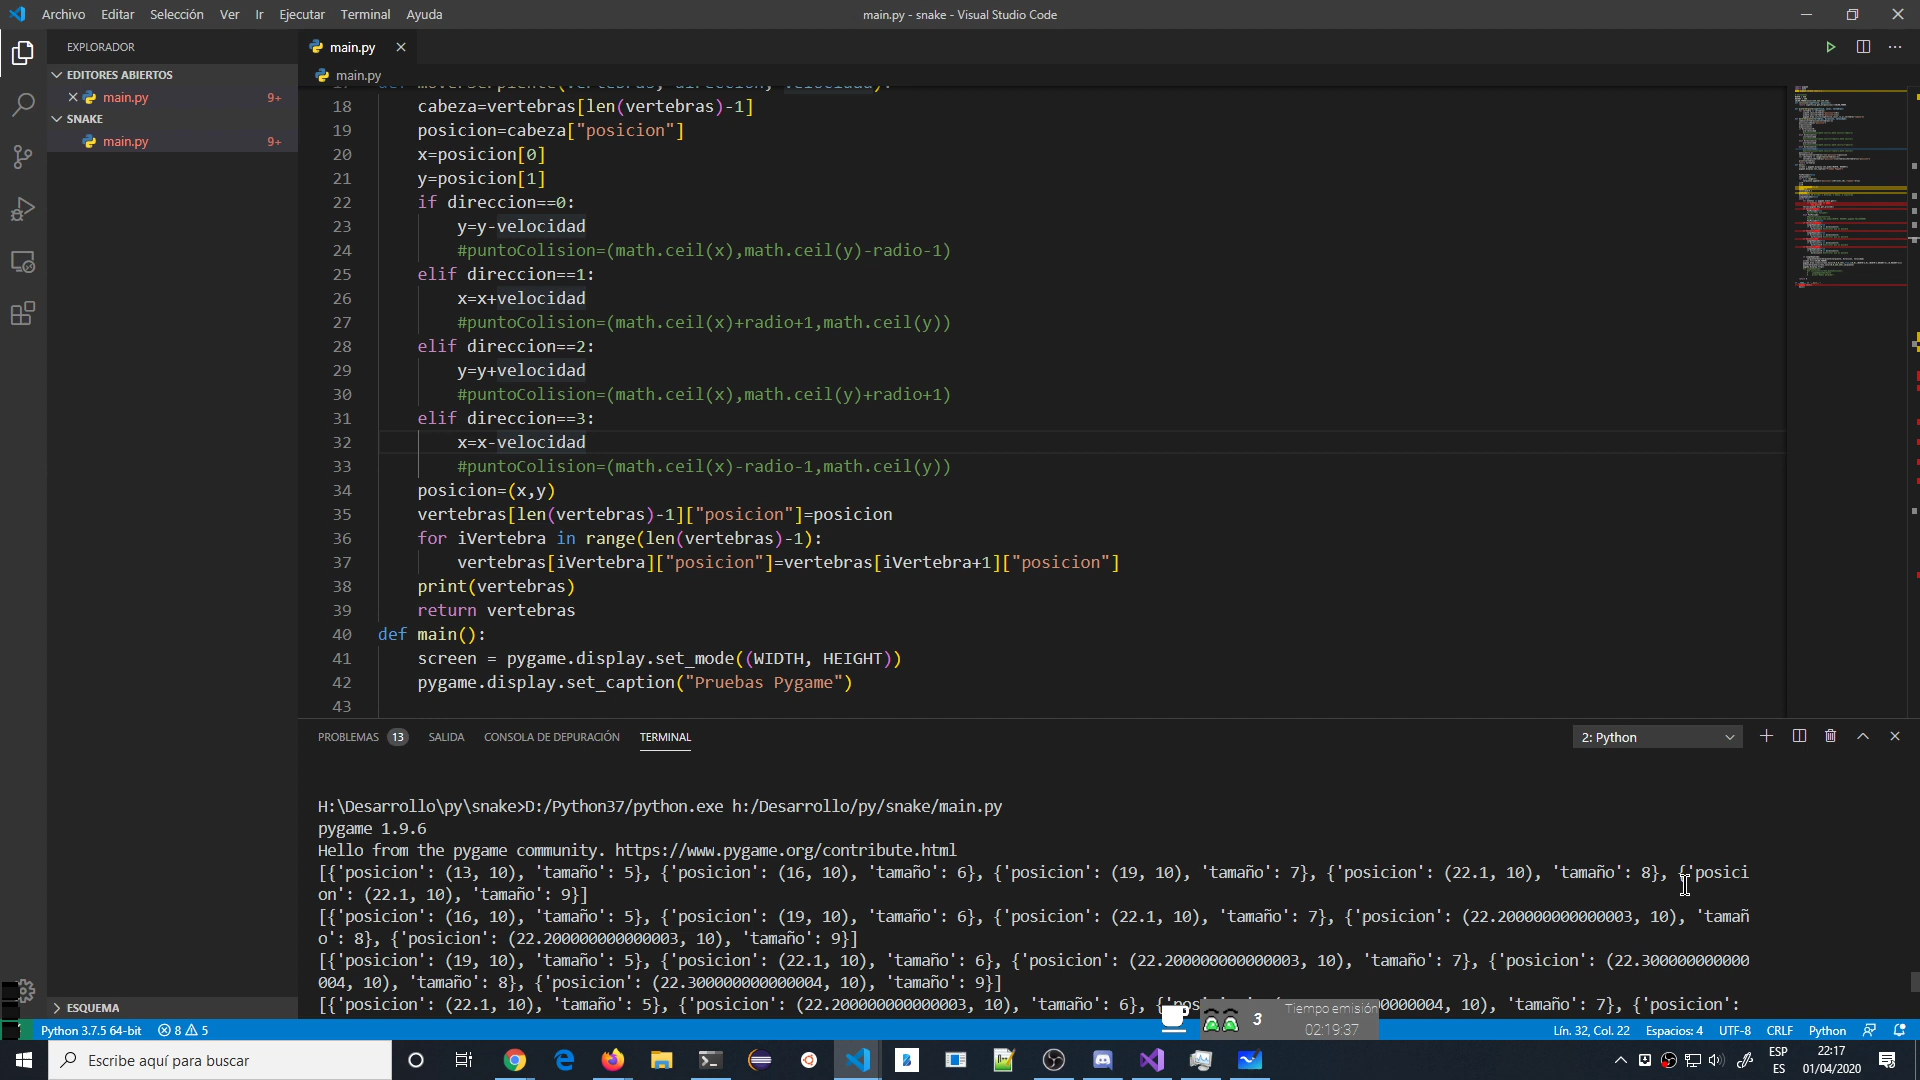 Archivo Editar Selección Ver Ir Ejecutar Terminal Ayuda
main.py - snake - Visual Studio Code
EXPLORADOR
EDITORES ABIERTOS
main.py 9+
SNAKE
main.py 9+
ESQUEMA
main.py
main.py
17 def moverSerpiente(vertebras, direccion, velocidad):
18 cabeza=vertebras[len(vertebras)-1]
19 posicion=cabeza["posicion"]
20 x=posicion[0]
21 y=posicion[1]
22 if direccion==0:
23 y=y-velocidad
24 #puntoColision=(math.ceil(x),math.ceil(y)-radio-1)
25 elif direccion==1:
26 x=x+velocidad
27 #puntoColision=(math.ceil(x)+radio+1,math.ceil(y))
28 elif direccion==2:
29 y=y+velocidad
30 #puntoColision=(math.ceil(x),math.ceil(y)+radio+1)
31 elif direccion==3:
32 x=x-velocidad
33 #puntoColision=(math.ceil(x)-radio-1,math.ceil(y))
34 posicion=(x,y)
35 vertebras[len(vertebras)-1]["posicion"]=posicion
36 for iVertebra in range(len(vertebras)-1):
37 vertebras[iVertebra]["posicion"]=vertebras[iVertebra+1]["posicion"]
38 print(vertebras)
39 return vertebras
40 def main():
41 screen = pygame.display.set_mode((WIDTH, HEIGHT))
42 pygame.display.set_caption("Pruebas Pygame")
43
PROBLEMAS 13 SALIDA CONSOLA DE DEPURACIÓN TERMINAL 2: Python
H:\Desarrollo\py\snake>D:/Python37/python.exe h:/Desarrollo/py/snake/main.py
pygame 1.9.6
Hello from the pygame community. https://www.pygame.org/contribute.html
[{'posicion': (13, 10), 'tamaño': 5}, {'posicion': (16, 10), 'tamaño': 6}, {'posicion': (19, 10), 'tamaño': 7}, {'posicion': (22.1, 10), 'tamaño': 8}, {'posici
on': (22.1, 10), 'tamaño': 9}]
[{'posicion': (16, 10), 'tamaño': 5}, {'posicion': (19, 10), 'tamaño': 6}, {'posicion': (22.1, 10), 'tamaño': 7}, {'posicion': (22.200000000000003, 10), 'tamañ
o': 8}, {'posicion': (22.200000000000003, 10), 'tamaño': 9}]
[{'posicion': (19, 10), 'tamaño': 5}, {'posicion': (22.1, 10), 'tamaño': 6}, {'posicion': (22.200000000000003, 10), 'tamaño': 7}, {'posicion': (22.300000000000
004, 10), 'tamaño': 8}, {'posicion': (22.300000000000004, 10), 'tamaño': 9}]
[{'posicion': (22.1, 10), 'tamaño': 5}, {'posicion': (22.200000000000003, 10), 'tamaño': 6}, 0000004, 10), 'tamaño': 7}, {'posicion':
3 Tiempo emisión
02:19:37
Python 3.7.5 64-bit 8 5 Lín. 32, Col. 22 Espacios: 4 UTF-8 CRLF Python
Escribe aquí para buscar
ESP
ES
22:17
01/04/2020